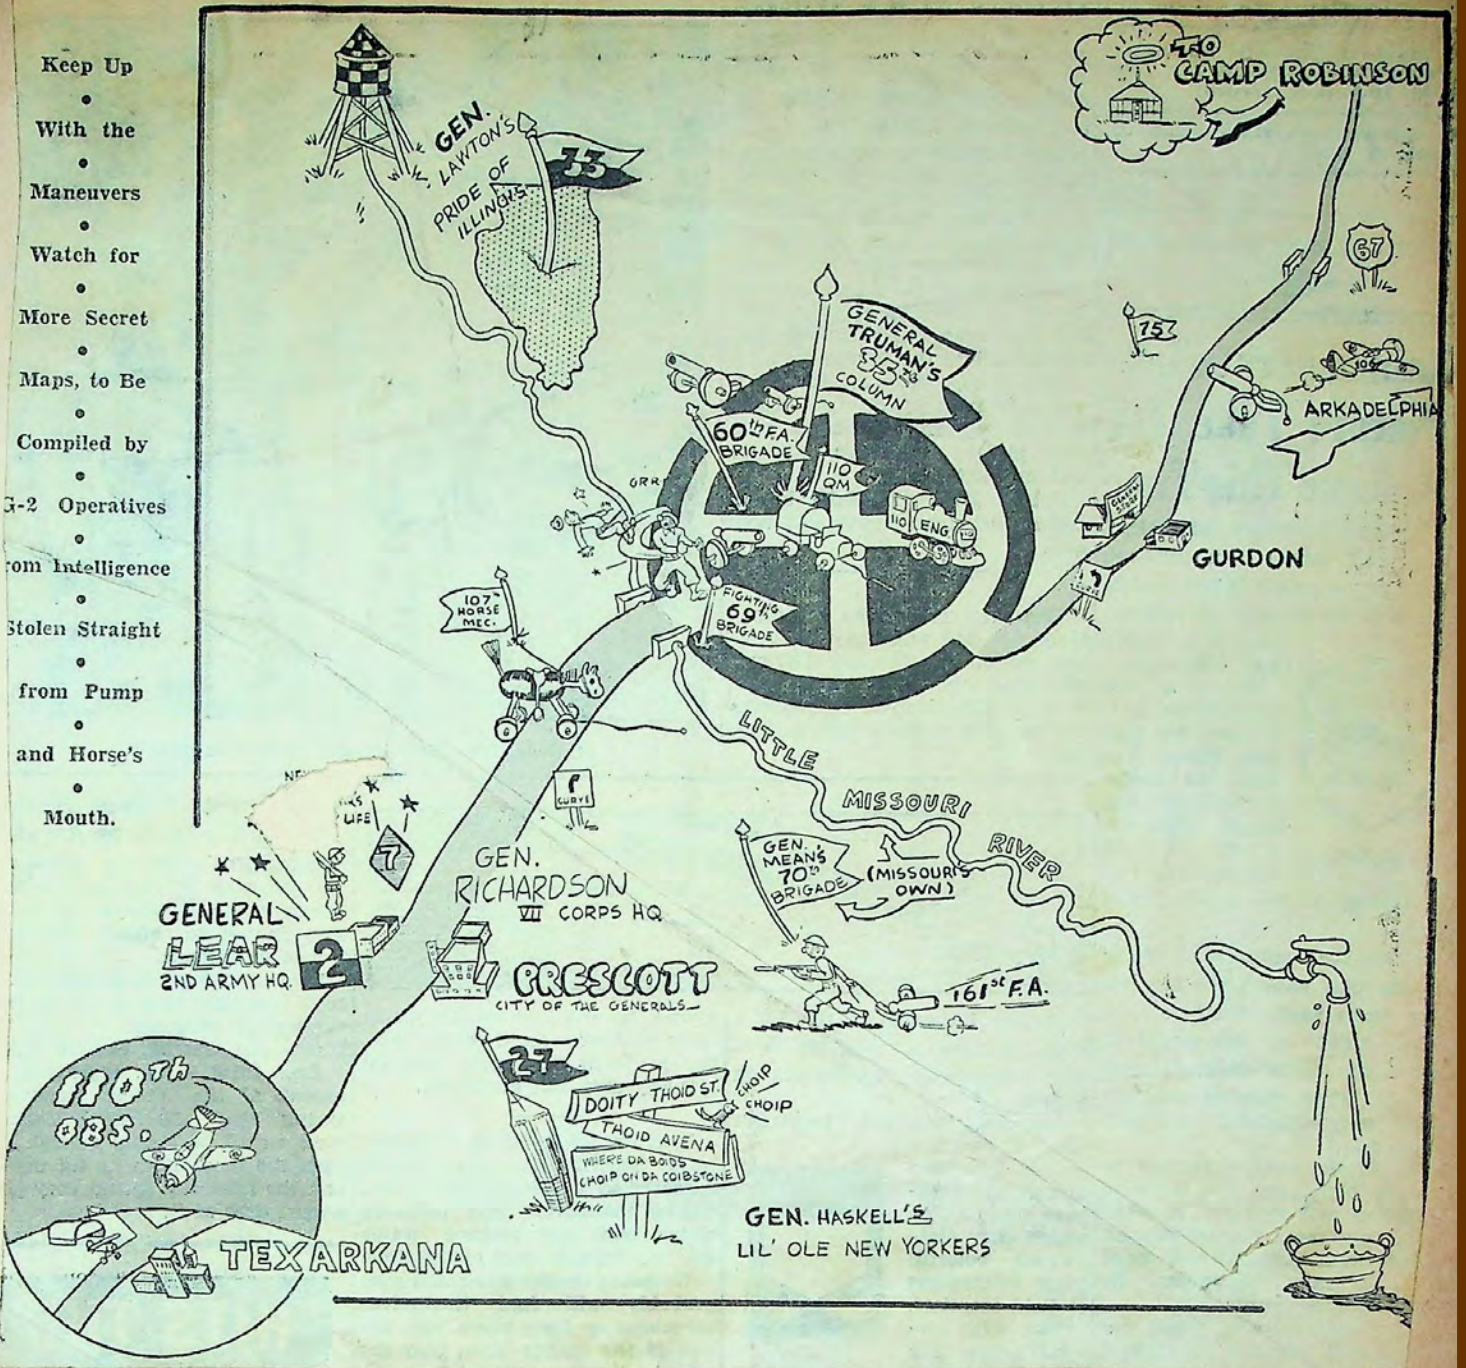 Keep Up
With the
Maneuvers
Watch for
More Secret
Maps, to Be
Compiled by
G-2 Operatives
rom Intelligence
Stolen Straight
from Pump
and Horse's
Mouth.
TO
CAMP ROBINSON
GEN.
LAWTON'S
PRIDE OF
ILLINOIS
33
67
75
GENERAL
TRUMAN'S
35TH
COLUMN
106
ARKADELPHIA
60th F.A.
BRIGADE
110
QM
GRR
110 ENG.
GENERAL
STORE
GURDON
CURVE
107TH
HORSE
MEC.
FIGHTING
69th
BRIGADE
LITTLE
MISSOURI
RIVER
CURVE
LIFE
7
GEN.
RICHARDSON
VII CORPS HQ
GEN.
MEAN'S
70th
BRIGADE
(MISSOURI'S
OWN)
GENERAL
LEAR
2ND ARMY HQ.
2
PRESCOTT
CITY OF THE GENERALS
161st F.A.
27
DOITY THOID ST.
CHOIP
CHOIP
THOID AVENA
WHERE DA BOIDS
CHOIP ON DA COIBSTONE
110th
OBS.
GEN. HASKELL'S
LIL' OLE NEW YORKERS
TEXARKANA